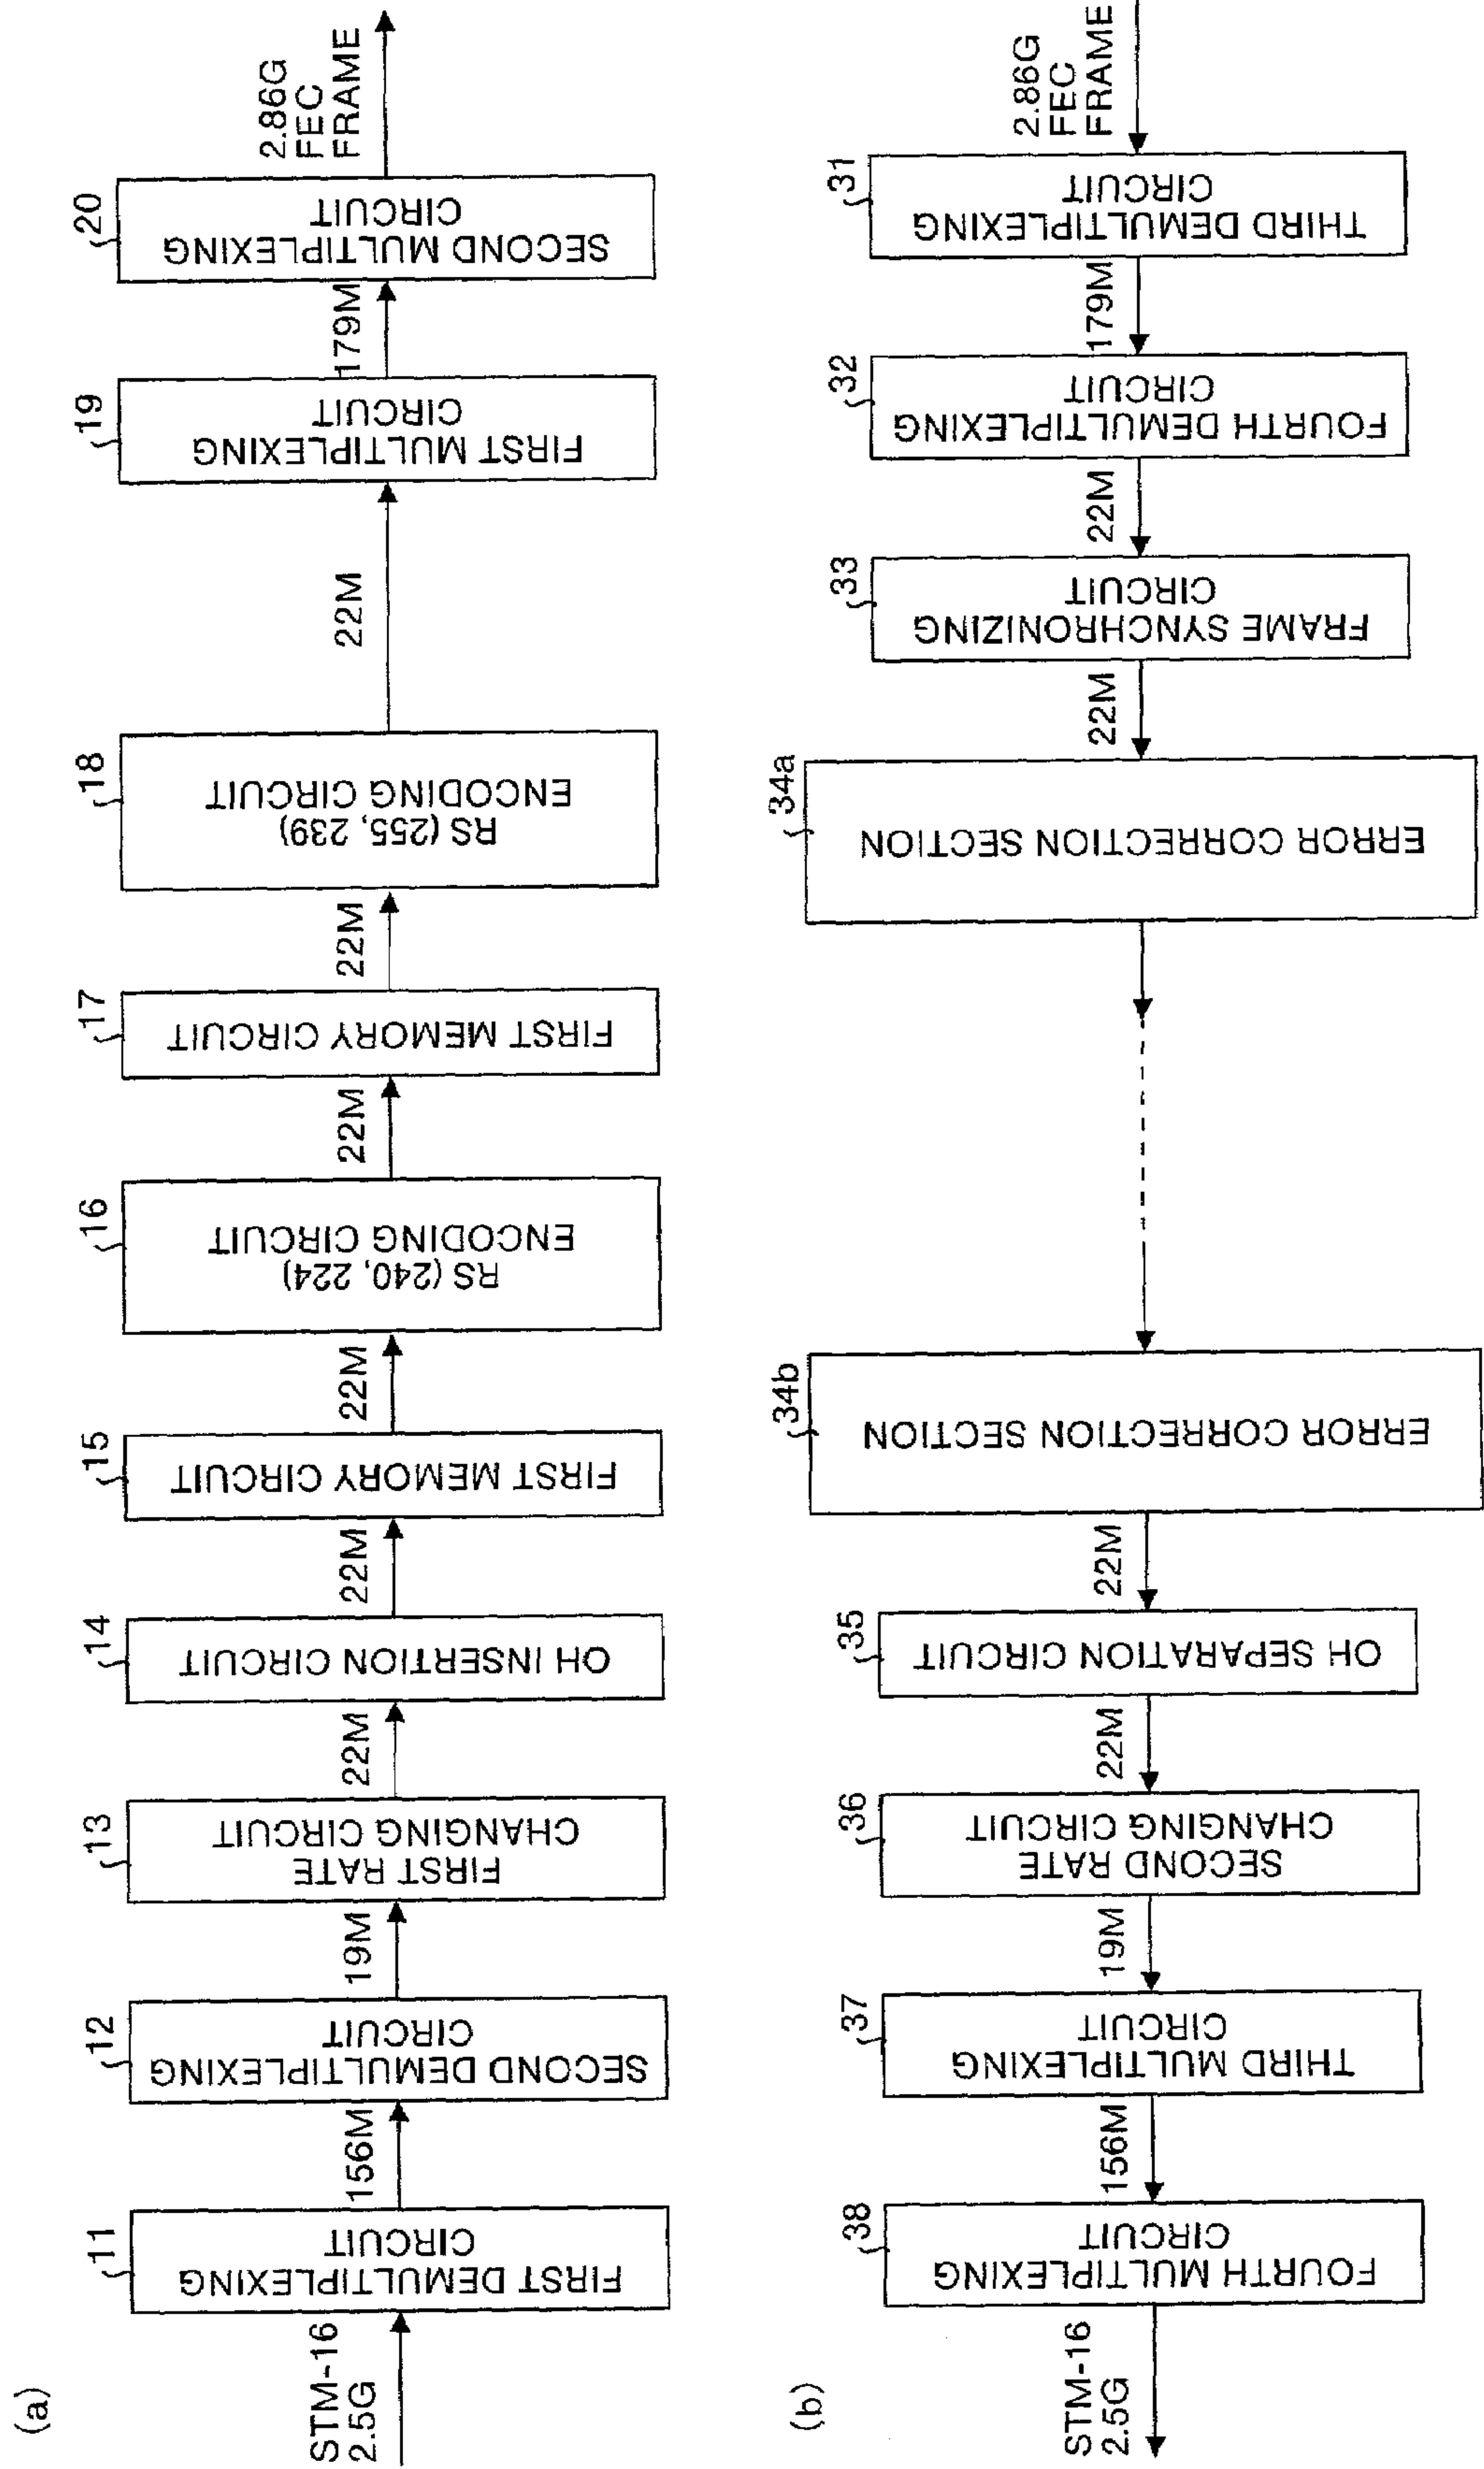 (a)
STM-16
2.5G
11
FIRST DEMULTIPLEXING
CIRCUIT
156M
12
SECOND DEMULTIPLEXING
CIRCUIT
19M
13
FIRST RATE
CHANGING CIRCUIT
22M
14
OH INSERTION CIRCUIT
22M
15
FIRST MEMORY CIRCUIT
22M
16
RS (240, 224)
ENCODING CIRCUIT
22M
17
FIRST MEMORY CIRCUIT
22M
18
RS (255, 239)
ENCODING CIRCUIT
22M
19
FIRST MULTIPLEXING
CIRCUIT
179M
20
SECOND MULTIPLEXING
CIRCUIT
2.86G
FEC
FRAME
(b)
STM-16
2.5G
38
FOURTH MULTIPLEXING
CIRCUIT
156M
37
THIRD MULTIPLEXING
CIRCUIT
19M
36
SECOND RATE
CHANGING CIRCUIT
22M
35
OH SEPARATION CIRCUIT
22M
34b
ERROR CORRECTION SECTION
34a
ERROR CORRECTION SECTION
22M
33
FRAME SYNCHRONIZING
CIRCUIT
22M
32
FOURTH DEMULTIPLEXING
CIRCUIT
179M
31
THIRD DEMULTIPLEXING
CIRCUIT
2.86G
FEC
FRAME